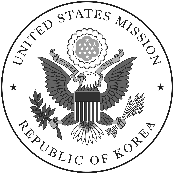 UNITED STATES MISSION
REPUBLIC OF KOREA